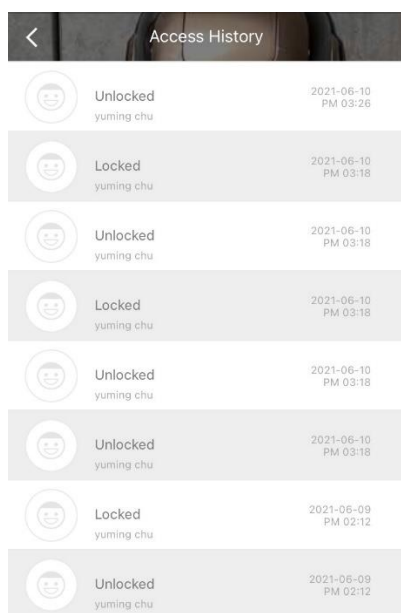 Access History
Unlocked
2021-06-10
PM 03:26
yuming chu
Locked
2021-06-10
PM 03:18
yuming chu
Unlocked
2021-06-10
PM 03:18
yuming chu
Locked
2021-06-10
PM 03:18
yuming chu
Unlocked
2021-06-10
PM 03:18
yuming chu
Unlocked
2021-06-10
PM 03:18
yuming chu
Locked
2021-06-09
PM 02:12
yuming chu
Unlocked
2021-06-09
PM 02:12
yuming chu